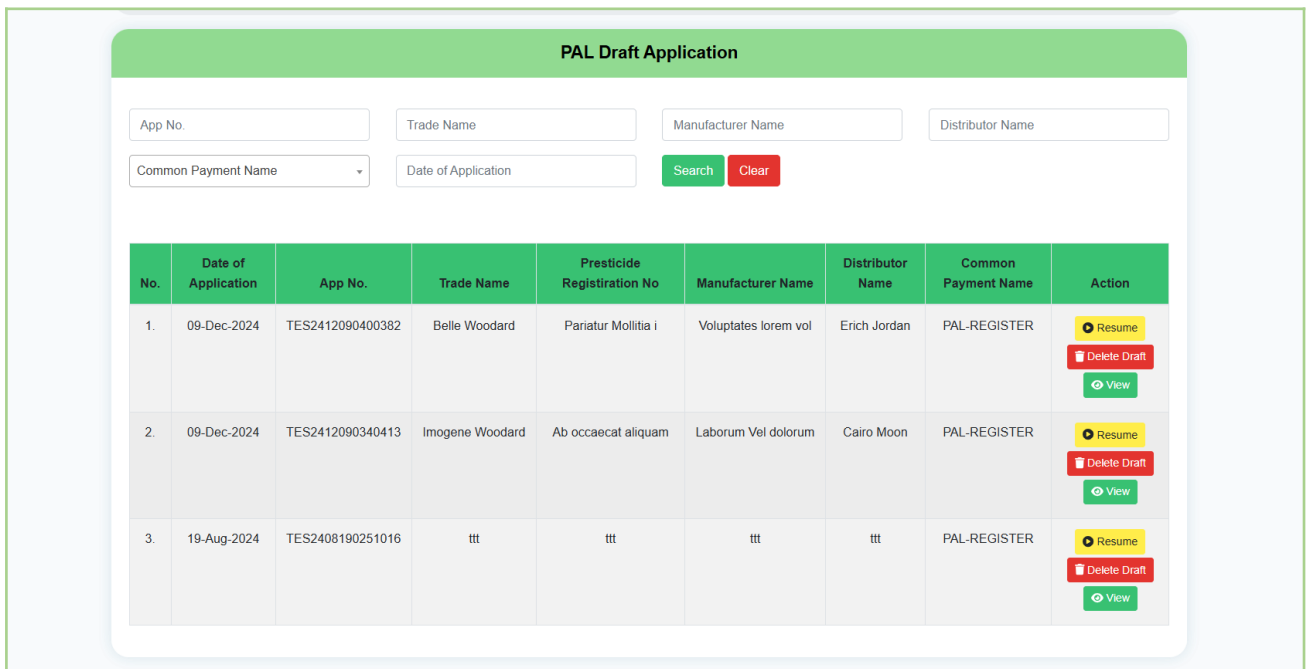 PAL Draft Application
App No.
Trade Name
Manufacturer Name
Distributor Name
Common Payment Name
Date of Application
Search
Clear
No.
Date of
Application
App No.
Trade Name
Presticide
Registiration No
Manufacturer Name
Distributor
Name
Common
Payment Name
Action
1. 09-Dec-2024 TES2412090400382 Belle Woodard Pariatur Mollitia i Voluptates lorem vol Erich Jordan PAL-REGISTER
Resume
Delete Draft
View
2. 09-Dec-2024 TES2412090340413 Imogene Woodard Ab occaecat aliquam Laborum Vel dolorum Cairo Moon PAL-REGISTER
Resume
Delete Draft
View
3. 19-Aug-2024 TES2408190251016 ttt ttt ttt ttt PAL-REGISTER
Resume
Delete Draft
View